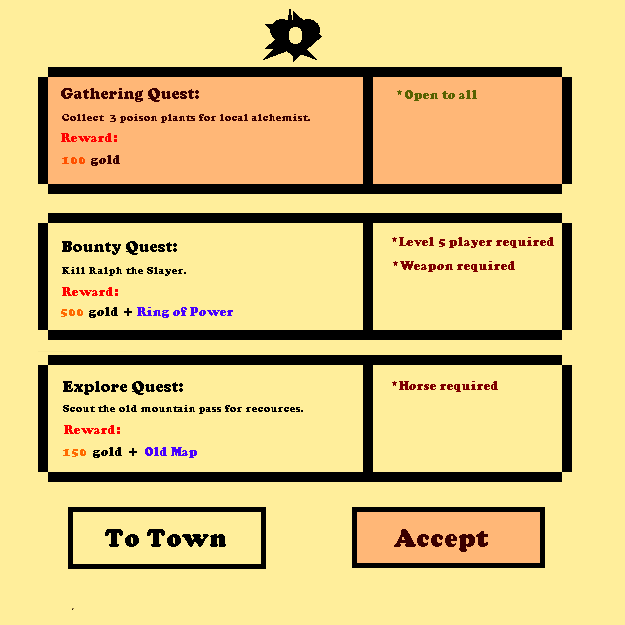 Gathering Quest:
Collect 3 poison plants for local alchemist.
Reward:
100 gold
*Open to all
Bounty Quest:
Kill Ralph the Slayer.
Reward:
500 gold + Ring of Power
*Level 5 player required
*Weapon required
Explore Quest:
Scout the old mountain pass for recources.
Reward:
150 gold + Old Map
*Horse required
To Town
Accept